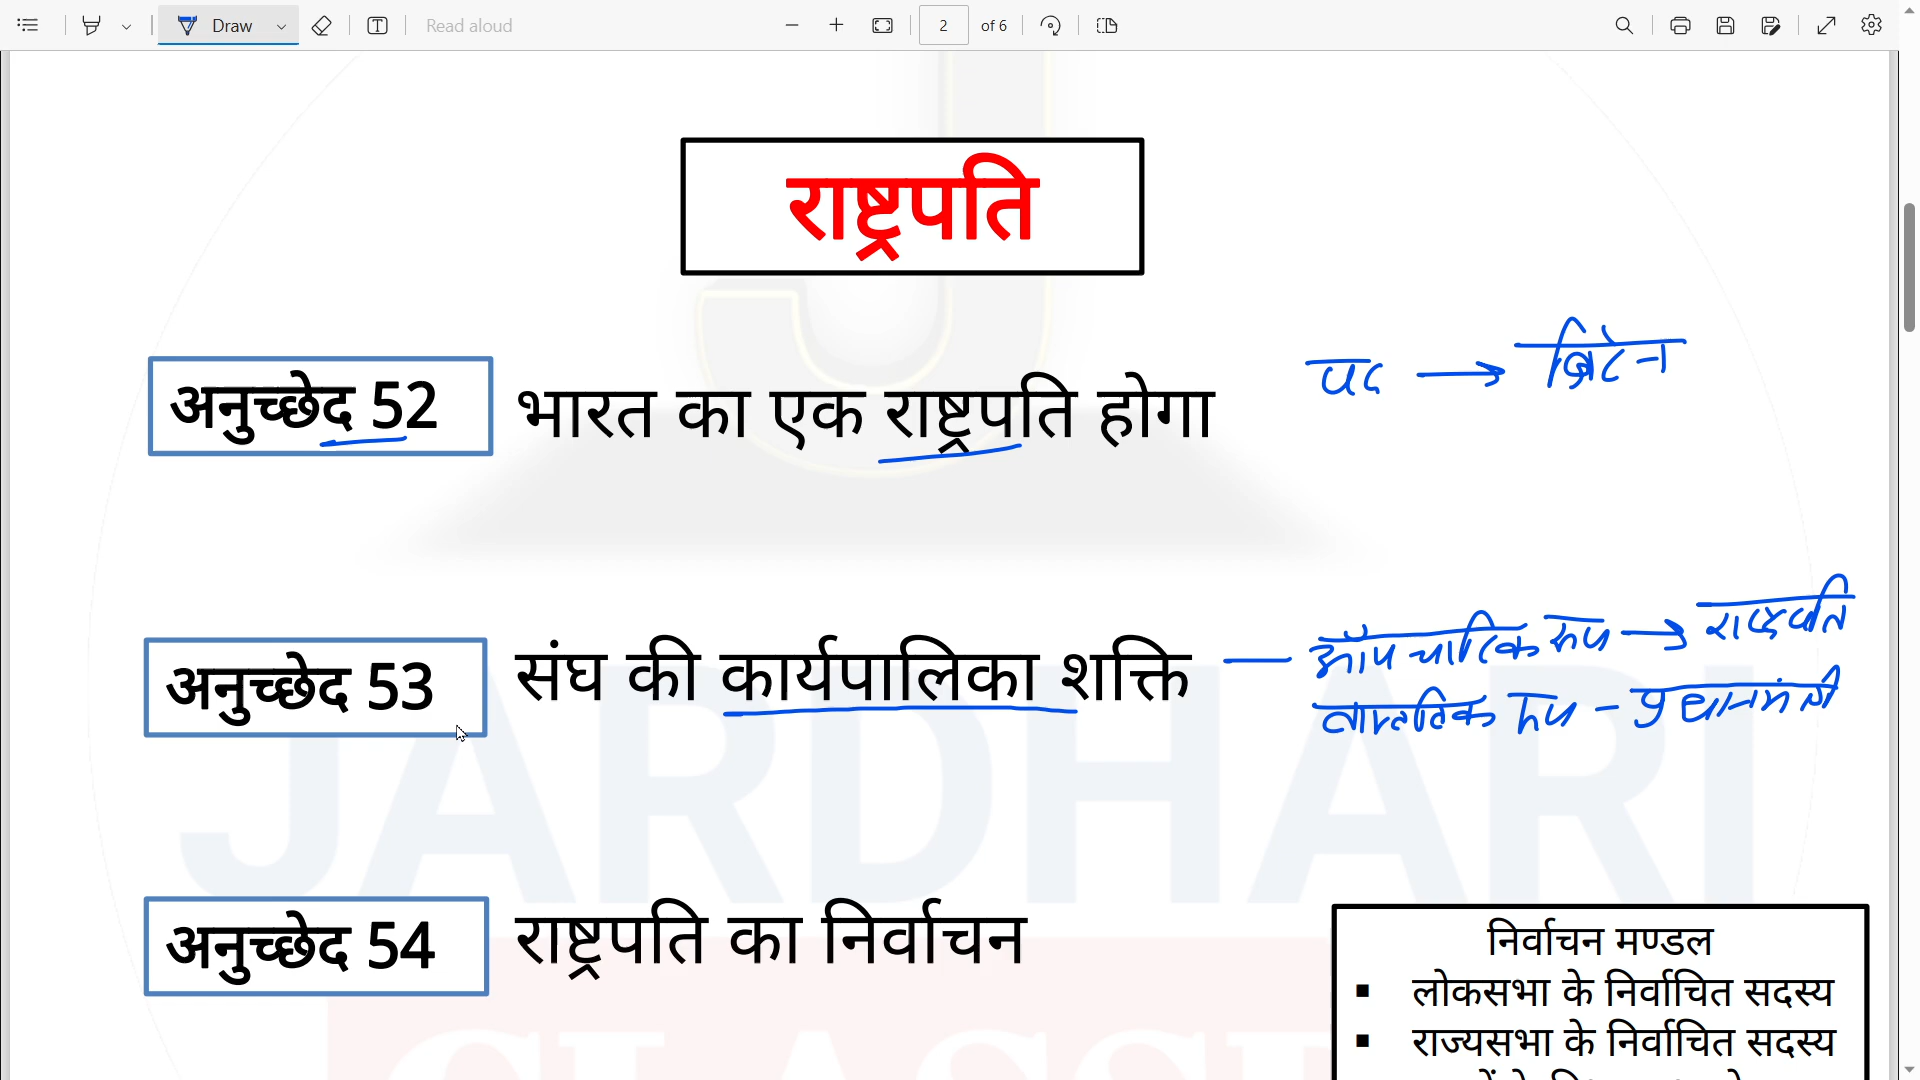 Draw
Read aloud
2 of 6
राष्ट्रपति
अनुच्छेद 52 भारत का एक राष्ट्रपति होगा
पद → ब्रिटेन
अनुच्छेद 53 संघ की कार्यपालिका शक्ति
औपचारिक रूप → राष्ट्रपति
वास्तविक रूप - प्रधानमंत्री
अनुच्छेद 54 राष्ट्रपति का निर्वाचन
निर्वाचन मण्डल
▪ लोकसभा के निर्वाचित सदस्य
▪ राज्यसभा के निर्वाचित सदस्य
JARDHARI